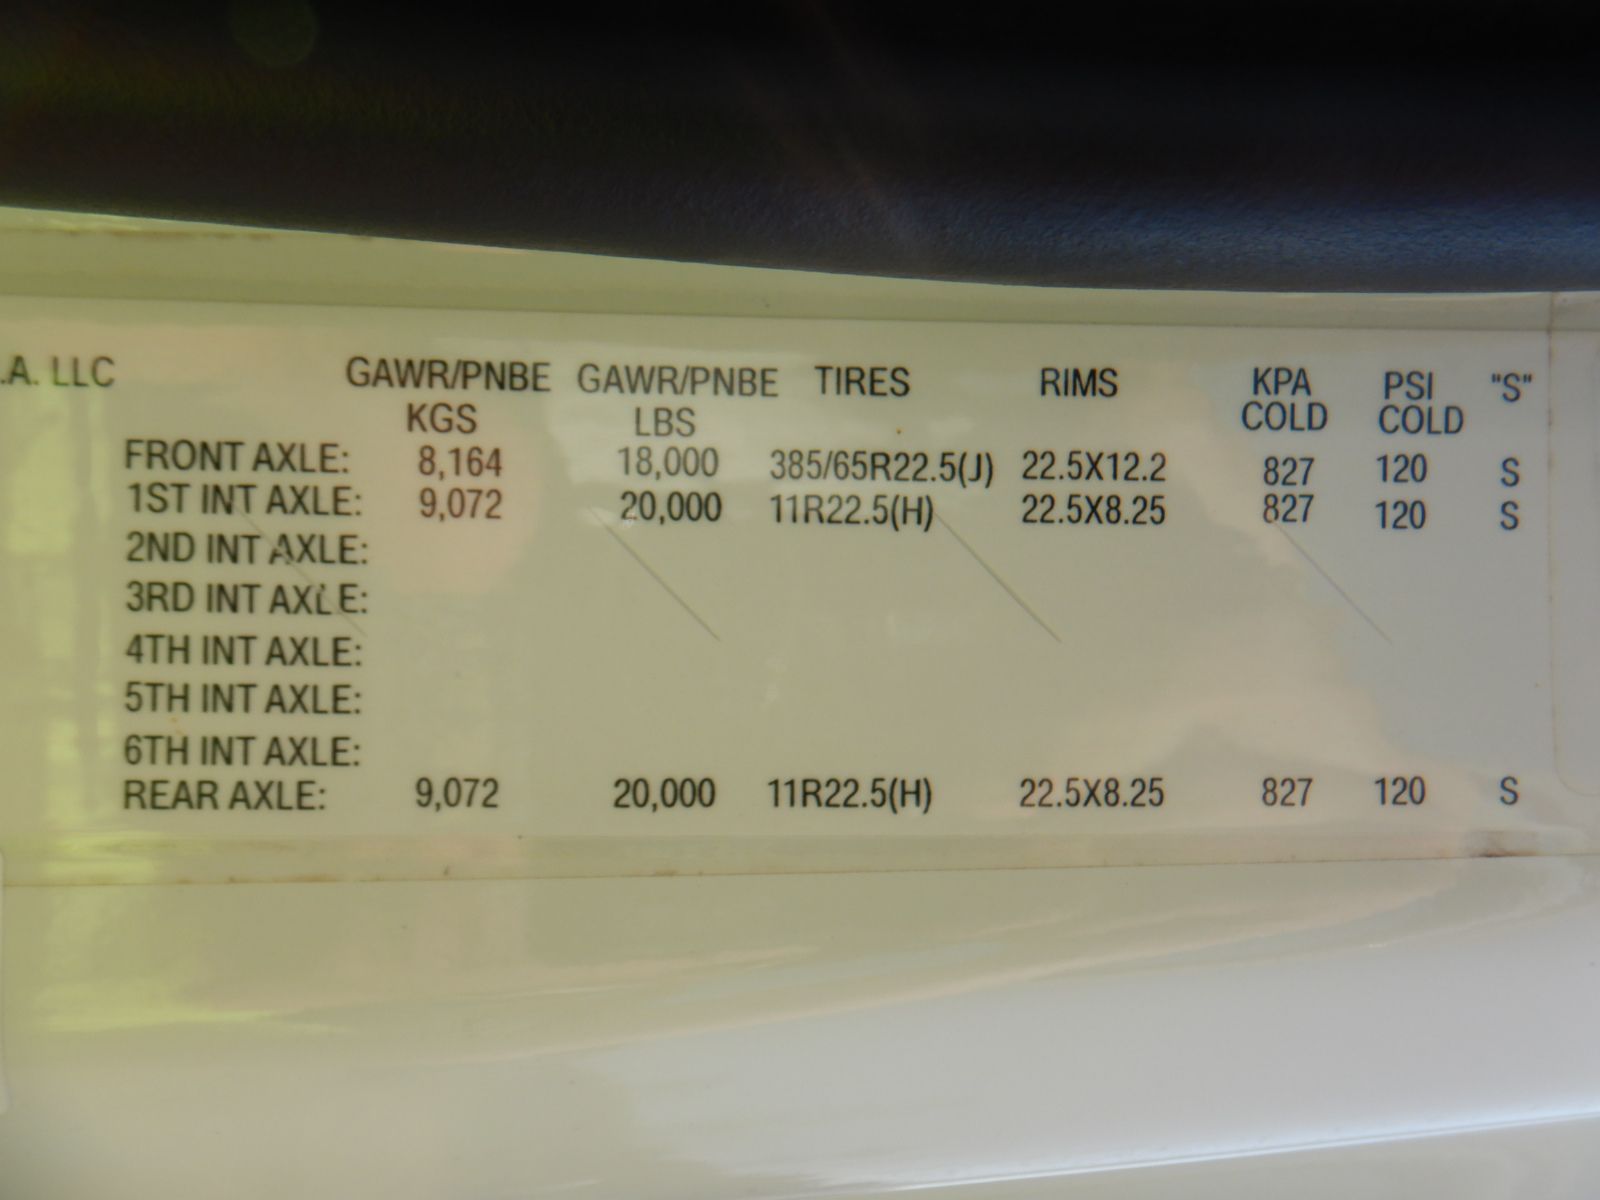 .A. LLC GAWR/PNBE GAWR/PNBE TIRES RIMS KPA PSI "S"
KGS LBS COLD COLD
FRONT AXLE: 8,164 18,000 385/65R22.5(J) 22.5X12.2 827 120 S
1ST INT AXLE: 9,072 20,000 11R22.5(H) 22.5X8.25 827 120 S
2ND INT AXLE:
3RD INT AXLE:
4TH INT AXLE:
5TH INT AXLE:
6TH INT AXLE:
REAR AXLE: 9,072 20,000 11R22.5(H) 22.5X8.25 827 120 S